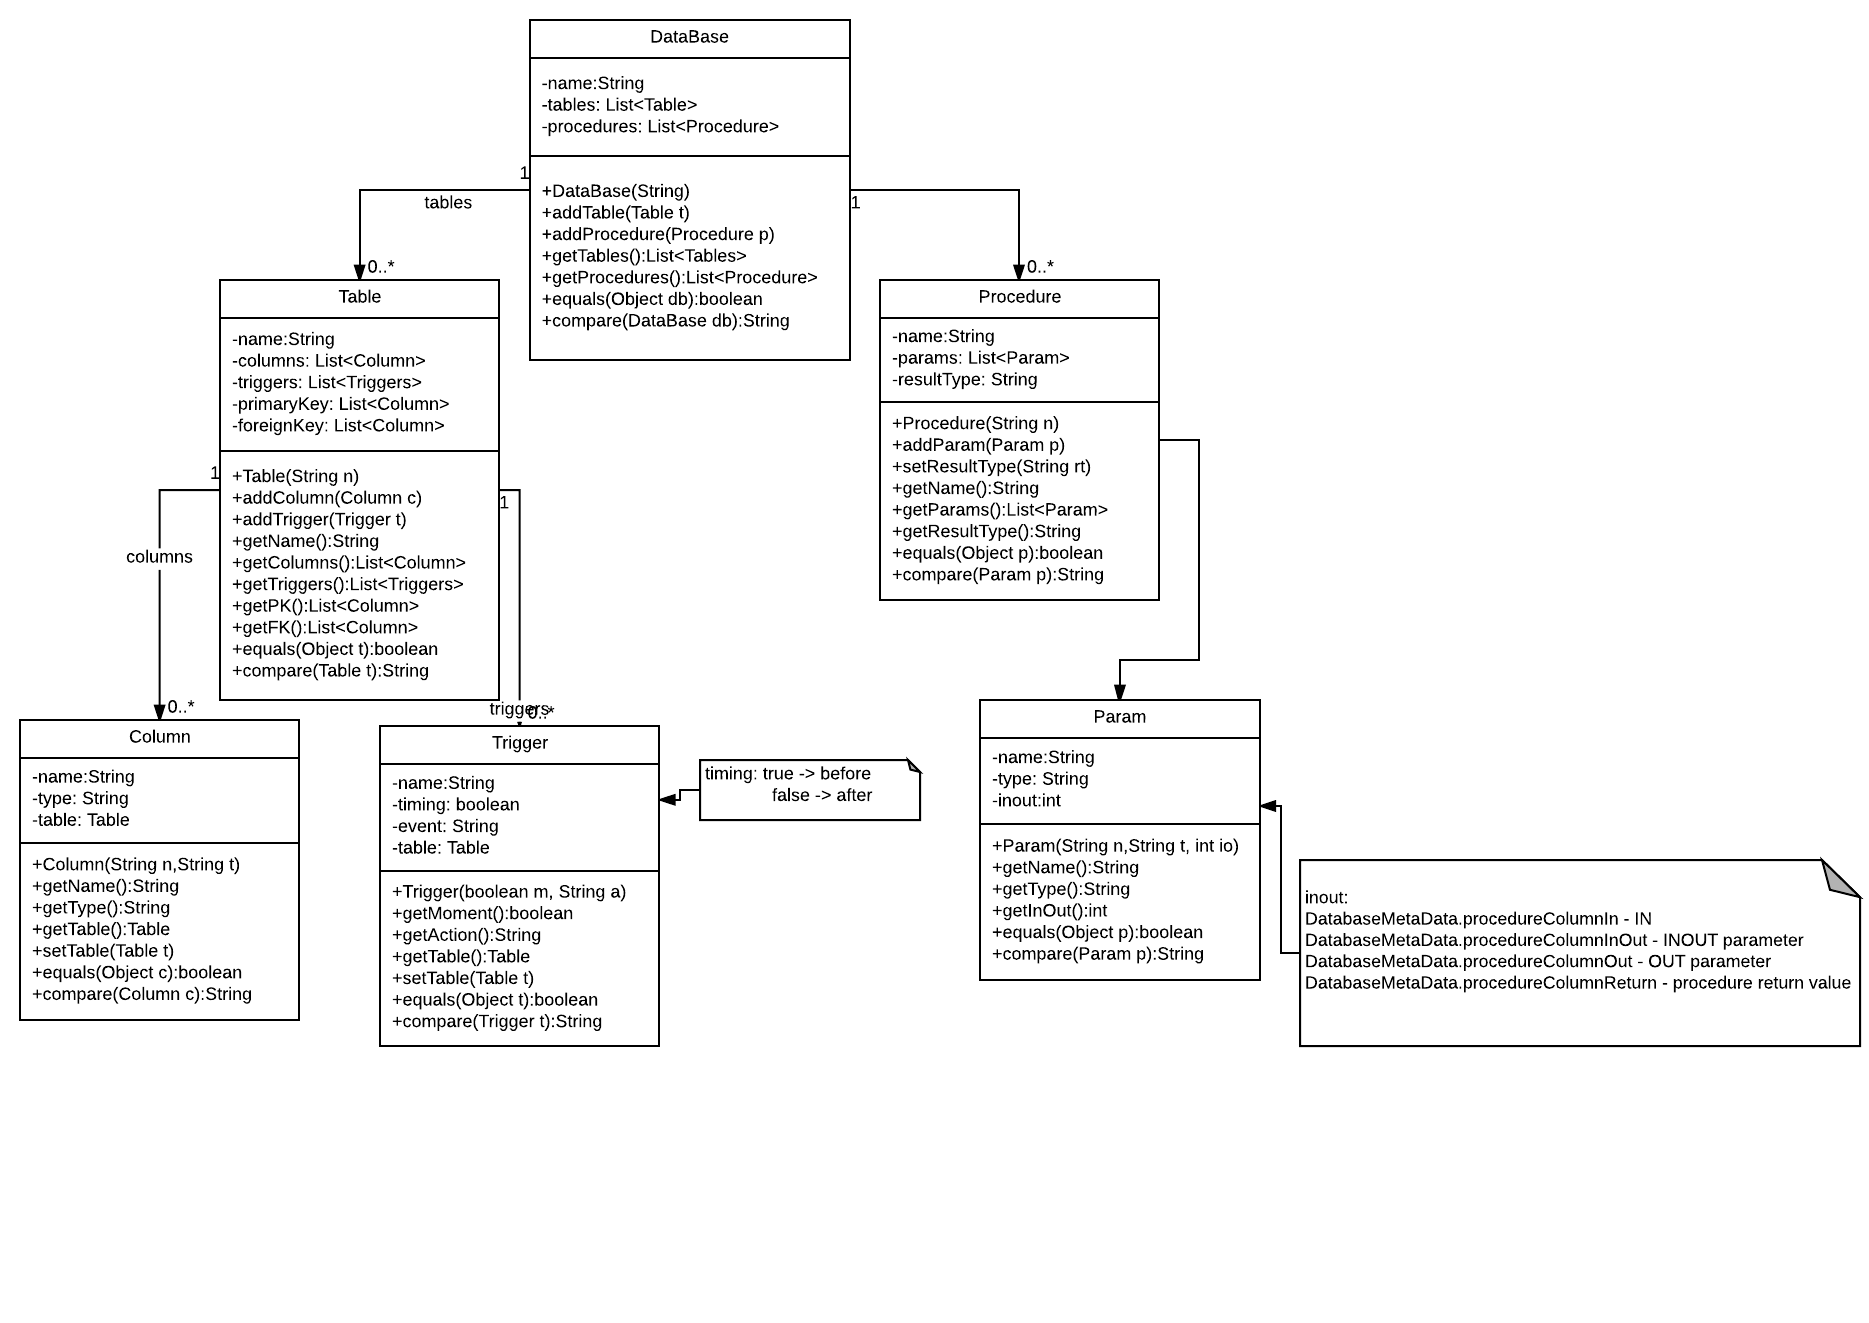 DataBase
-name:String
-tables: List<Table>
-procedures: List<Procedure>
+DataBase(String)
+addTable(Table t)
+addProcedure(Procedure p)
+getTables():List<Tables>
+getProcedures():List<Procedure>
+equals(Object db):boolean
+compare(DataBase db):String
1
tables
0..*
1
0..*
Table
-name:String
-columns: List<Column>
-triggers: List<Triggers>
-primaryKey: List<Column>
-foreignKey: List<Column>
+Table(String n)
+addColumn(Column c)
+addTrigger(Trigger t)
+getName():String
+getColumns():List<Column>
+getTriggers():List<Triggers>
+getPK():List<Column>
+getFK():List<Column>
+equals(Object t):boolean
+compare(Table t):String
Procedure
-name:String
-params: List<Param>
-resultType: String
+Procedure(String n)
+addParam(Param p)
+setResultType(String rt)
+getName():String
+getParams():List<Param>
+getResultType():String
+equals(Object p):boolean
+compare(Param p):String
1
columns
0..*
1
triggers
0..*
Column
-name:String
-type: String
-table: Table
+Column(String n,String t)
+getName():String
+getType():String
+getTable():Table
+setTable(Table t)
+equals(Object c):boolean
+compare(Column c):String
Trigger
-name:String
-timing: boolean
-event: String
-table: Table
+Trigger(boolean m, String a)
+getMoment():boolean
+getAction():String
+getTable():Table
+setTable(Table t)
+equals(Object t):boolean
+compare(Trigger t):String
timing: true -> before
false -> after
Param
-name:String
-type: String
-inout:int
+Param(String n,String t, int io)
+getName():String
+getType():String
+getInOut():int
+equals(Object p):boolean
+compare(Param p):String
inout:
DatabaseMetaData.procedureColumnIn - IN
DatabaseMetaData.procedureColumnInOut - INOUT parameter
DatabaseMetaData.procedureColumnOut - OUT parameter
DatabaseMetaData.procedureColumnReturn - procedure return value